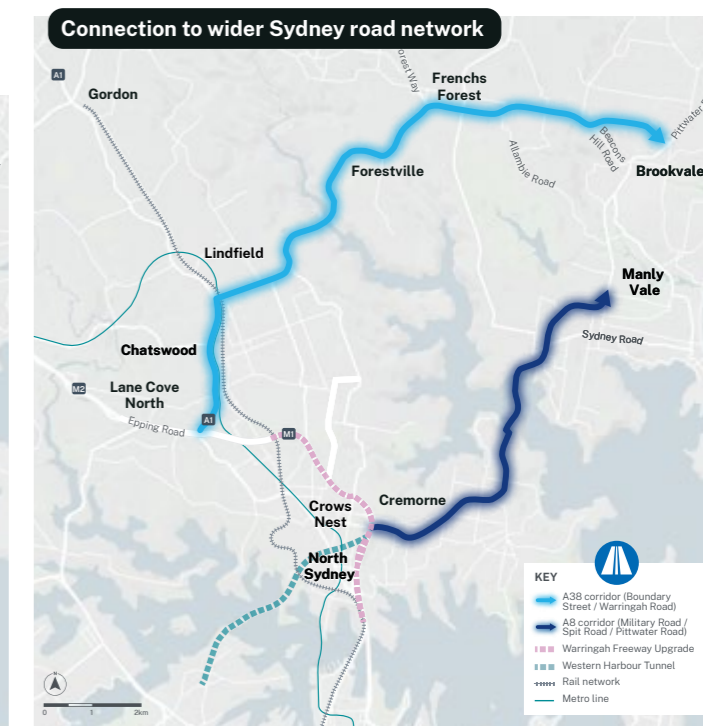 Connection to wider Sydney road network
A1
Gordon
Forest Way
Frenchs
Forest
Pittwater
Forestville
Allambie Road
Beacons
Hill Road
Brookvale
Lindfield
Manly
Vale
Sydney Road
Chatswood
M2
Lane Cove
North
A1
Epping Road
M1
Crows
Nest
Cremorne
North
Sydney
KEY
A38 corridor (Boundary
Street / Warringah Road)
A8 corridor (Military Road /
Spit Road / Pittwater Road)
Warringah Freeway Upgrade
Western Harbour Tunnel
Rail network
Metro line
N
0 1 2km